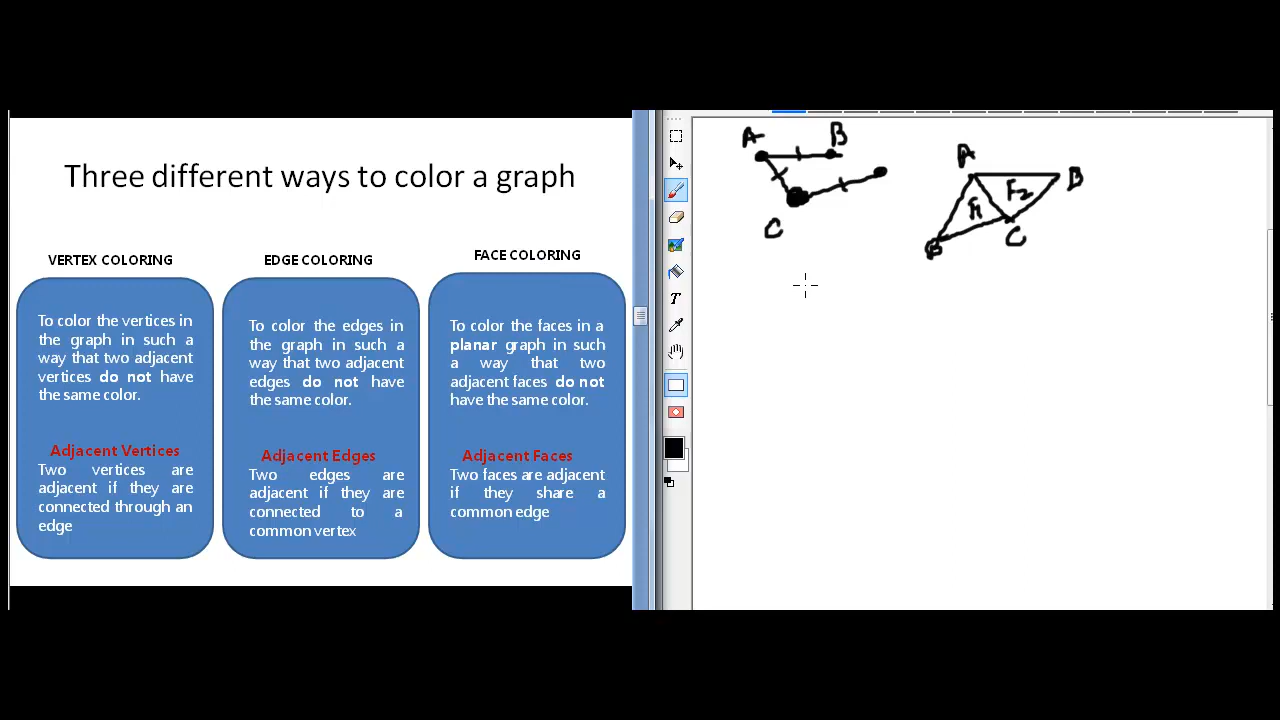 Three different ways to color a graph
VERTEX COLORING
To color the vertices in
the graph in such a
way that two adjacent
vertices do not have
the same color.
Adjacent Vertices
Two vertices are
adjacent if they are
connected through an
edge
EDGE COLORING
To color the edges in
the graph in such a
way that two adjacent
edges do not have
the same color.
Adjacent Edges
Two edges are
adjacent if they are
connected to a
common vertex
FACE COLORING
To color the faces in a
planar graph in such
a way that two
adjacent faces do not
have the same color.
Adjacent Faces
Two faces are adjacent
if they share a
common edge
T
A B
C
A
B
F1 F2
C